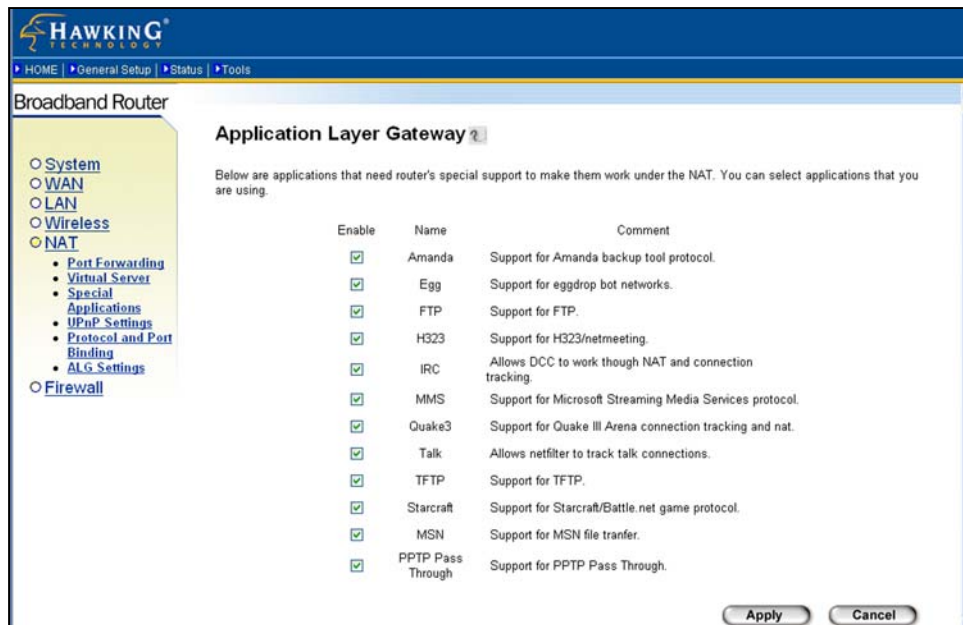 HAWKING®
TECHNOLOGY
HOME | General Setup | Status | Tools
Broadband Router
System
WAN
LAN
Wireless
NAT
Port Forwarding
Virtual Server
Special
Applications
UPnP Settings
Protocol and Port
Binding
ALG Settings
Firewall
Application Layer Gateway ?
Below are applications that need router's special support to make them work under the NAT. You can select applications that you
are using.
Enable Name Comment
Amanda Support for Amanda backup tool protocol.
Egg Support for eggdrop bot networks.
FTP Support for FTP.
H323 Support for H323/netmeeting.
IRC Allows DCC to work though NAT and connection
tracking.
MMS Support for Microsoft Streaming Media Services protocol.
Quake3 Support for Quake III Arena connection tracking and nat.
Talk Allows netfilter to track talk connections.
TFTP Support for TFTP.
Starcraft Support for Starcraft/Battle.net game protocol.
MSN Support for MSN file tranfer.
PPTP Pass
Through Support for PPTP Pass Through.
Apply Cancel